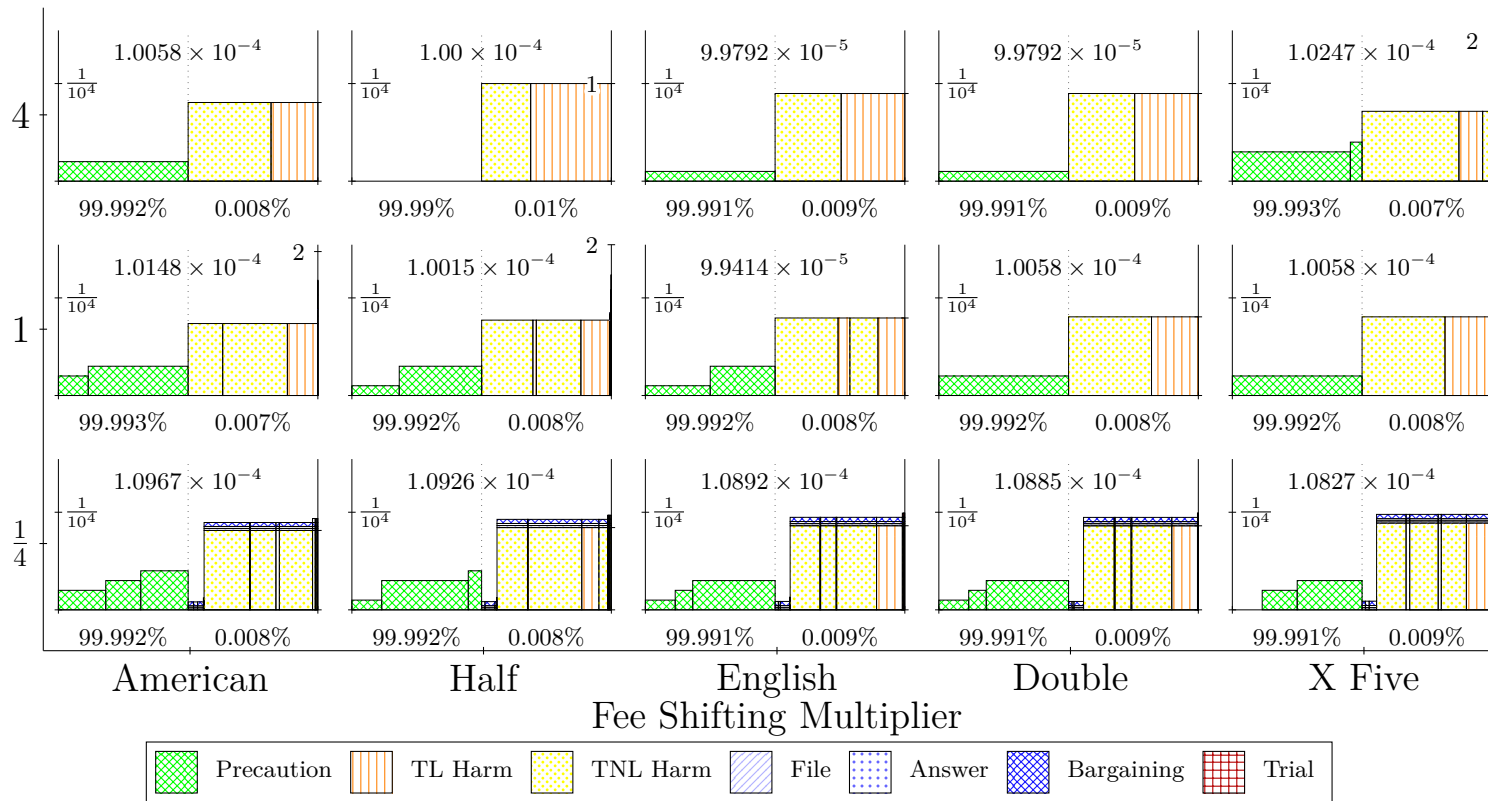 1.0058 × 10⁻⁴ 1.00 × 10⁻⁴ 9.9792 × 10⁻⁵ 9.9792 × 10⁻⁵ 1.0247 × 10⁻⁴ 2
1/10⁴ 1/10⁴ 1 1/10⁴ 1/10⁴ 1/10⁴
4
99.992% 0.008% 99.99% 0.01% 99.991% 0.009% 99.991% 0.009% 99.993% 0.007%
1.0148 × 10⁻⁴ 2 1.0015 × 10⁻⁴ 2 9.9414 × 10⁻⁵ 1.0058 × 10⁻⁴ 1.0058 × 10⁻⁴
1/10⁴ 1/10⁴ 1/10⁴ 1/10⁴ 1/10⁴
1
99.993% 0.007% 99.992% 0.008% 99.992% 0.008% 99.992% 0.008% 99.992% 0.008%
1.0967 × 10⁻⁴ 1.0926 × 10⁻⁴ 1.0892 × 10⁻⁴ 1.0885 × 10⁻⁴ 1.0827 × 10⁻⁴
1/10⁴ 1/10⁴ 1/10⁴ 1/10⁴ 1/10⁴
1/4
99.992% 0.008% 99.992% 0.008% 99.991% 0.009% 99.991% 0.009% 99.991% 0.009%
American Half English Double X Five
Fee Shifting Multiplier
Precaution TL Harm TNL Harm File Answer Bargaining Trial